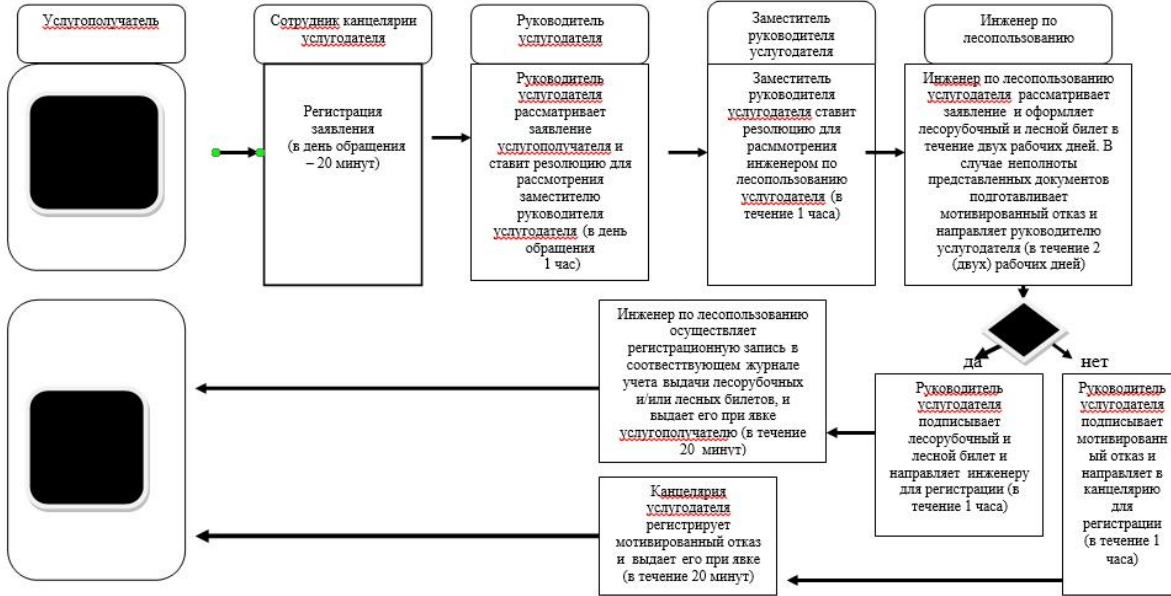 Услугополучатель
Сотрудник канцелярии
услугодателя
Руководитель
услугодателя
Заместитель
руководителя
услугодателя
Инженер по
лесопользованию
Регистрация
заявления
(в день обращения
– 20 минут)
Руководитель
услугодателя
рассматривает
заявление
услугополучателя и
ставит резолюцию для
рассмотрения
заместителю
руководителя
услугодателя (в день
обращения
1 час)
Заместитель
руководителя
услугодателя ставит
резолюцию для
расммотрения
инженером по
лесопользованию
услугодателя (в
течение 1 часа)
Инженер по лесопользованию
услугодателя рассматривает
заявление и оформляет
лесорубочный и лесной билет в
течение двух рабочих дней. В
случае неполноты
представленных документов
подготавливает
мотивированный отказ и
направляет руководителю
услугодателя (в течение 2
(двух) рабочих дней)
да
нет
Инженер по лесопользованию
осуществляет
регистрационную запись в
соотвествтующем журнале
учета выдачи лесорубочных
и/или лесных билетов, и
выдает его при явке
услугополучателю (в течение
20 минут)
Руководитель
услугодателя
подписывает
лесорубочный и
лесной билет и
направляет инженеру
для регистрации (в
течение 1 часа)
Руководитель
услугодателя
подписывает
мотивированн
ый отказ и
направляет в
канцелярию
для
регистрации
(в течение 1
часа)
Канцелярия
услугодателя
регистрирует
мотивированный отказ
и выдает его при явке
(в течение 20 минут)